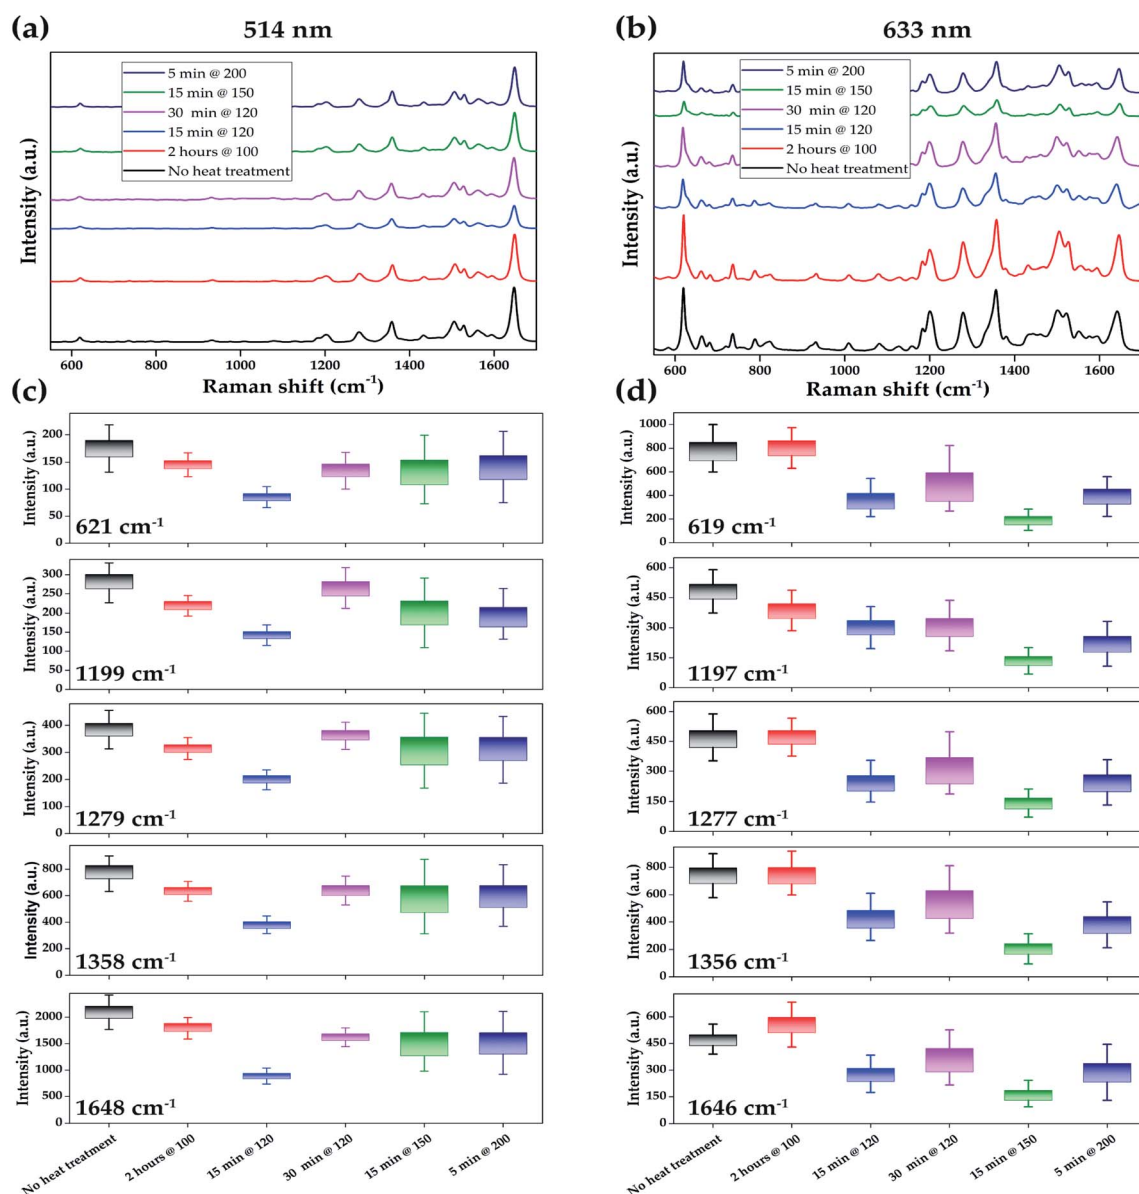 (a)
514 nm
5 min @ 200
15 min @ 150
30 min @ 120
15 min @ 120
2 hours @ 100
No heat treatment
Intensity (a.u.)
600 800 1000 1200 1400 1600
Raman shift (cm-1)
(b)
633 nm
5 min @ 200
15 min @ 150
30 min @ 120
15 min @ 120
2 hours @ 100
No heat treatment
Intensity (a.u.)
600 800 1000 1200 1400 1600
Raman shift (cm-1)
(c)
Intensity (a.u.)
200
150
100
50
0
621 cm-1
Intensity (a.u.)
300
250
200
150
100
50
0
1199 cm-1
Intensity (a.u.)
400
300
200
100
0
1279 cm-1
Intensity (a.u.)
800
600
400
200
0
1358 cm-1
Intensity (a.u.)
2000
1500
1000
500
0
1648 cm-1
No heat treatment
2 hours @ 100
15 min @ 120
30 min @ 120
15 min @ 150
5 min @ 200
(d)
Intensity (a.u.)
1000
800
600
400
200
0
619 cm-1
Intensity (a.u.)
600
450
300
150
0
1197 cm-1
Intensity (a.u.)
600
450
300
150
0
1277 cm-1
Intensity (a.u.)
800
600
400
200
0
1356 cm-1
Intensity (a.u.)
600
450
300
150
0
1646 cm-1
No heat treatment
2 hours @ 100
15 min @ 120
30 min @ 120
15 min @ 150
5 min @ 200